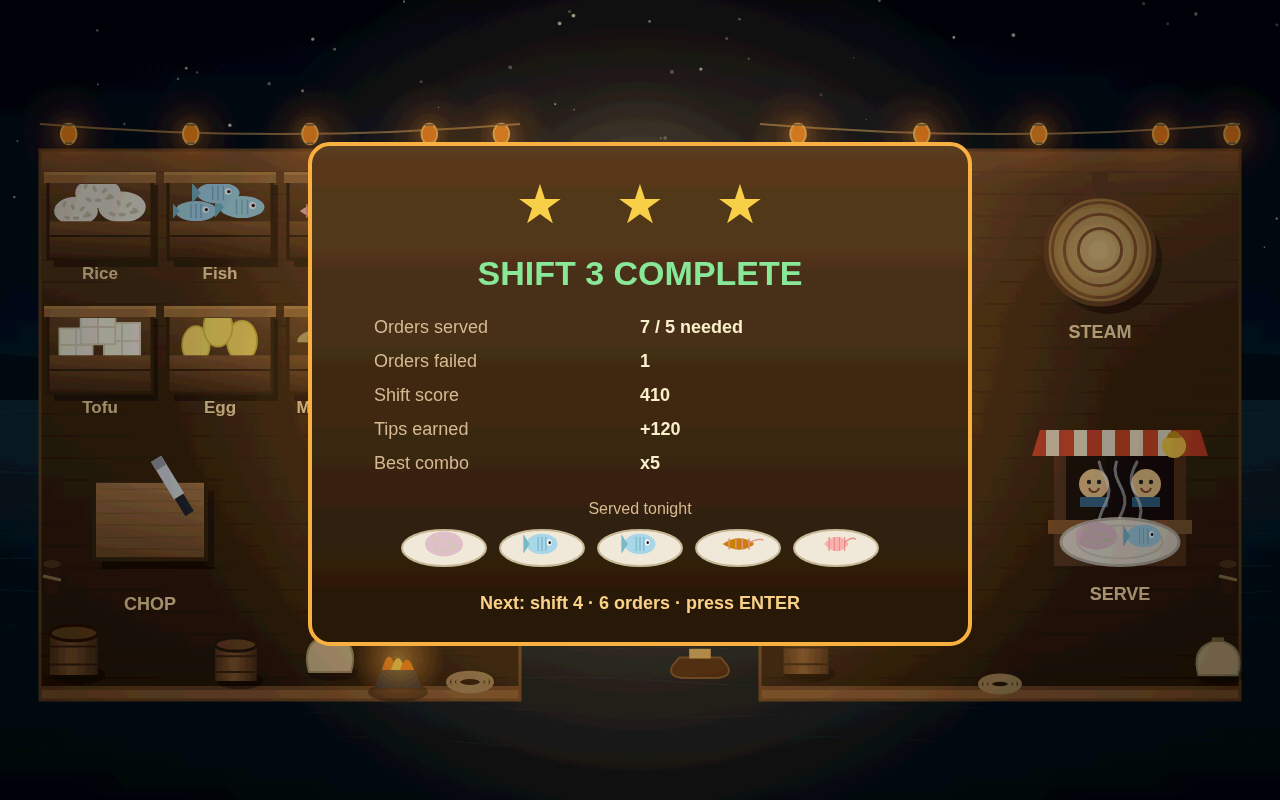 Rice
Fish
Tofu
Egg
M
CHOP
SHIFT 3 COMPLETE
Orders served 7 / 5 needed
Orders failed 1
Shift score 410
Tips earned +120
Best combo x5
Served tonight
Next: shift 4 · 6 orders · press ENTER
STEAM
SERVE